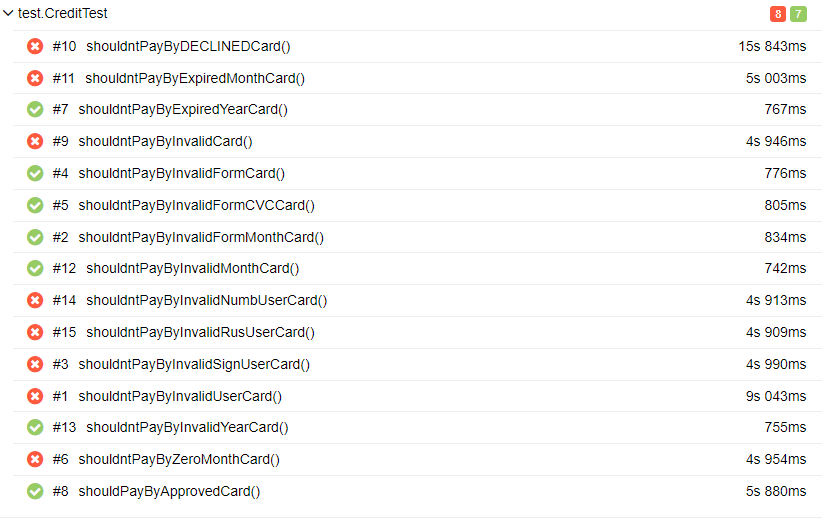 test.CreditTest 8 7
#10 shouldntPayByDECLINEDCard() 15s 843ms
#11 shouldntPayByExpiredMonthCard() 5s 003ms
#7 shouldntPayByExpiredYearCard() 767ms
#9 shouldntPayByInvalidCard() 4s 946ms
#4 shouldntPayByInvalidFormCard() 776ms
#5 shouldntPayByInvalidFormCVCCard() 805ms
#2 shouldntPayByInvalidFormMonthCard() 834ms
#12 shouldntPayByInvalidMonthCard() 742ms
#14 shouldntPayByInvalidNumbUserCard() 4s 913ms
#15 shouldntPayByInvalidRusUserCard() 4s 909ms
#3 shouldntPayByInvalidSignUserCard() 4s 990ms
#1 shouldntPayByInvalidUserCard() 9s 043ms
#13 shouldntPayByInvalidYearCard() 755ms
#6 shouldntPayByZeroMonthCard() 4s 954ms
#8 shouldPayByApprovedCard() 5s 880ms